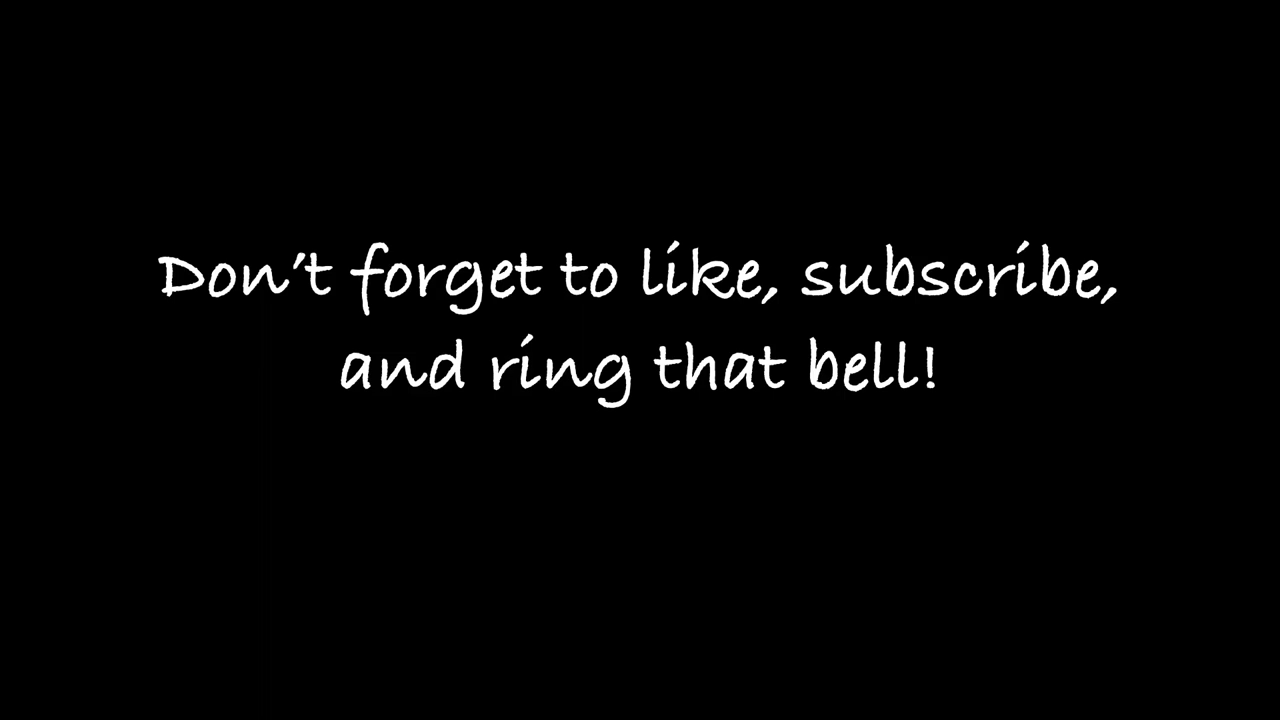 Don't forget to like, subscribe,
and ring that bell!